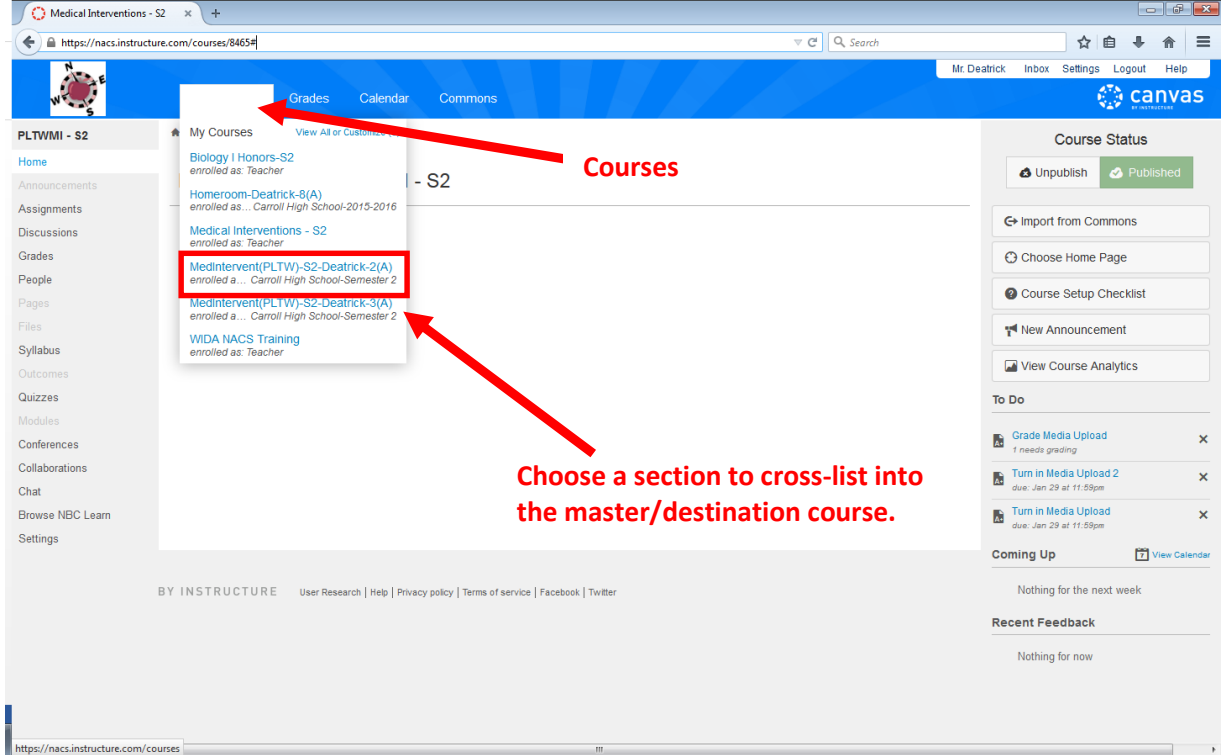 Medical Interventions - S2 × +
https://nacs.instructure.com/courses/8465#
Search
Mr. Deatrick Inbox Settings Logout Help
N
W E
S
Grades Calendar Commons
canvas
BY INSTRUCTURE
PLTWMI - S2
Home
Announcements
Assignments
Discussions
Grades
People
Pages
Files
Syllabus
Outcomes
Quizzes
Modules
Conferences
Collaborations
Chat
Browse NBC Learn
Settings
My Courses View All or Customize
Biology I Honors-S2
enrolled as: Teacher
Homeroom-Deatrick-8(A)
enrolled as... Carroll High School-2015-2016
Medical Interventions - S2
enrolled as: Teacher
MedIntervent(PLTW)-S2-Deatrick-2(A)
enrolled a... Carroll High School-Semester 2
MedIntervent(PLTW)-S2-Deatrick-3(A)
enrolled a... Carroll High School-Semester 2
WIDA NACS Training
enrolled as: Teacher
- S2
Courses
Choose a section to cross-list into
the master/destination course.
Course Status
Unpublish Published
Import from Commons
Choose Home Page
Course Setup Checklist
New Announcement
View Course Analytics
To Do
Grade Media Upload
1 needs grading
Turn in Media Upload 2
due: Jan 29 at 11:59pm
Turn in Media Upload
due: Jan 29 at 11:59pm
Coming Up 7 View Calendar
Nothing for the next week
Recent Feedback
Nothing for now
BY INSTRUCTURE User Research | Help | Privacy policy | Terms of service | Facebook | Twitter
https://nacs.instructure.com/courses